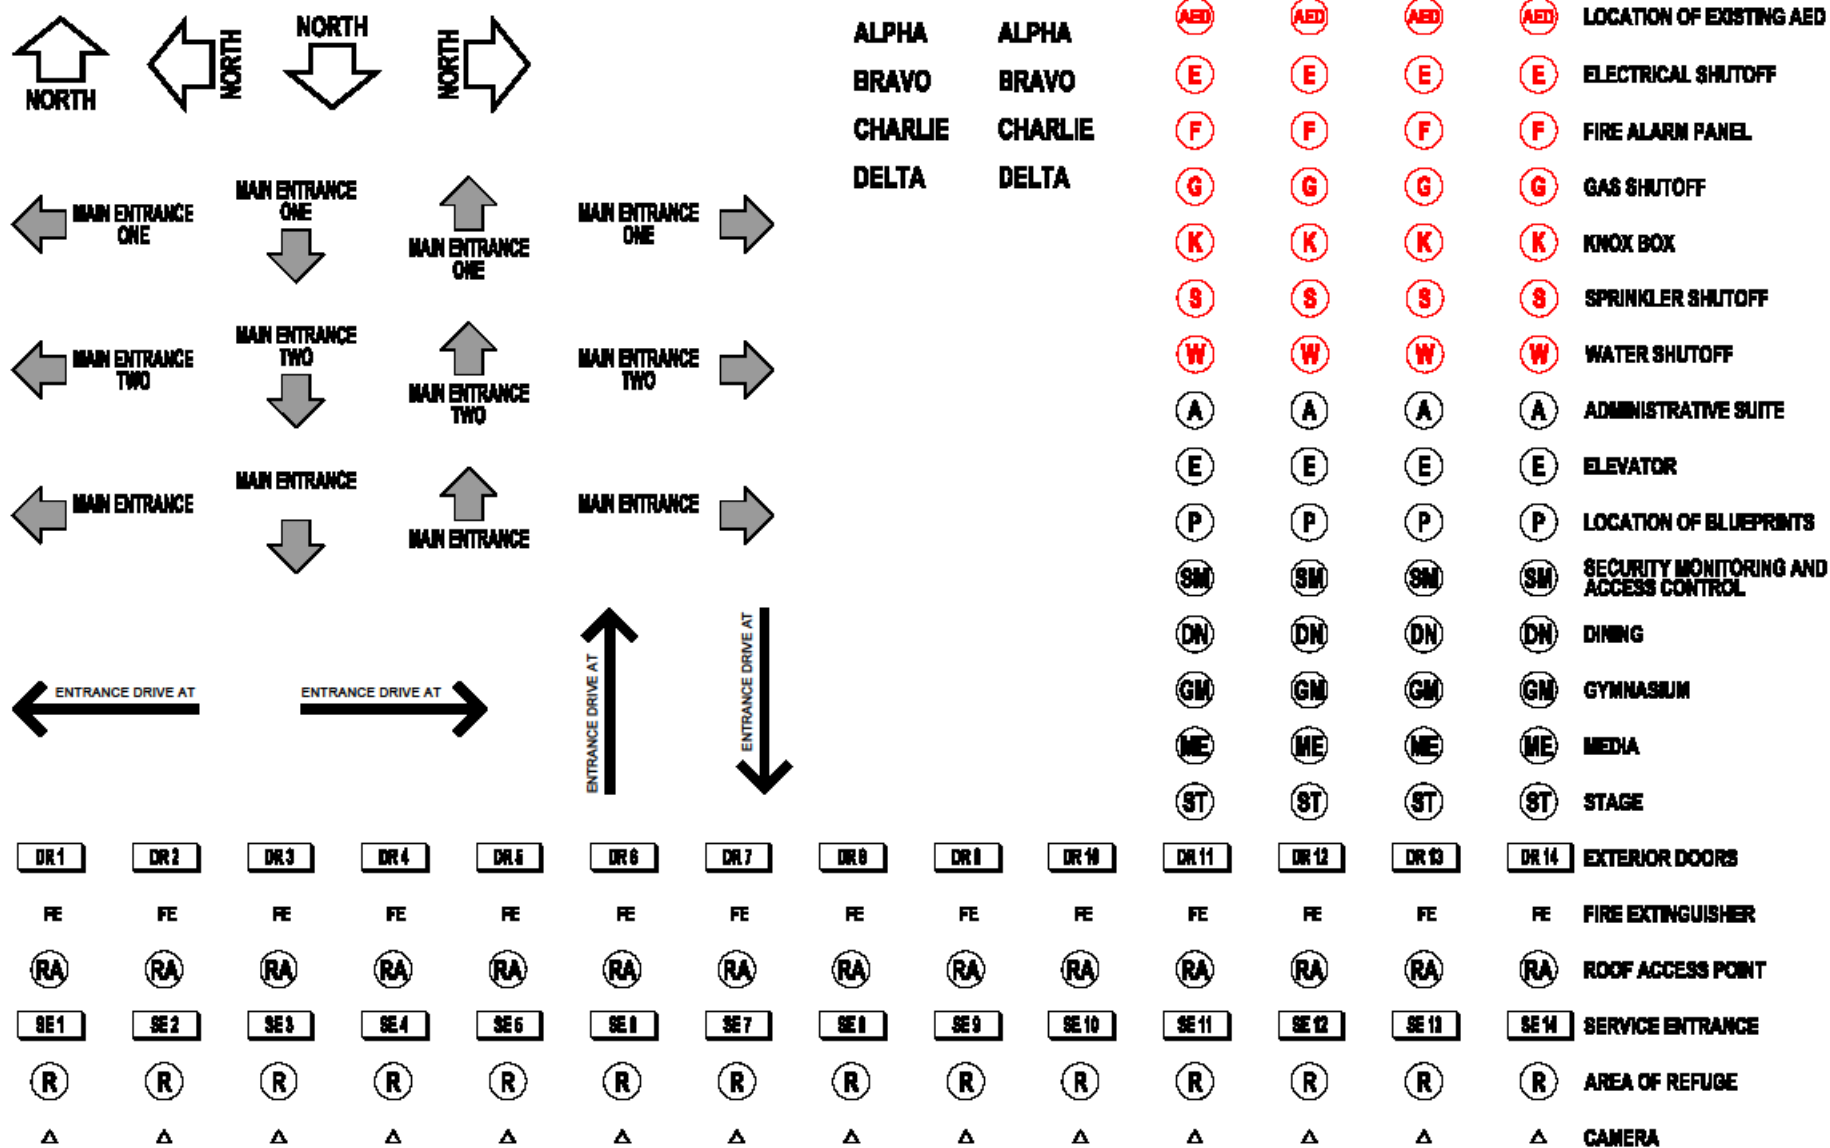 NORTH
NORTH
NORTH
NORTH
ALPHA ALPHA
BRAVO BRAVO
CHARLIE CHARLIE
DELTA DELTA
MAIN ENTRANCE
ONE
MAIN ENTRANCE
ONE
MAIN ENTRANCE
ONE
MAIN ENTRANCE
ONE
MAIN ENTRANCE
TWO
MAIN ENTRANCE
TWO
MAIN ENTRANCE
TWO
MAIN ENTRANCE
TWO
MAIN ENTRANCE
MAIN ENTRANCE
MAIN ENTRANCE
MAIN ENTRANCE
ENTRANCE DRIVE AT
ENTRANCE DRIVE AT
ENTRANCE DRIVE AT
ENTRANCE DRIVE AT
AED AED AED AED LOCATION OF EXISTING AED
E E E E ELECTRICAL SHUTOFF
F F F F FIRE ALARM PANEL
G G G G GAS SHUTOFF
K K K K KNOX BOX
S S S S SPRINKLER SHUTOFF
W W W W WATER SHUTOFF
A A A A ADMINISTRATIVE SUITE
E E E E ELEVATOR
P P P P LOCATION OF BLUEPRINTS
SM SM SM SM SECURITY MONITORING AND
ACCESS CONTROL
DN DN DN DN DINING
GM GM GM GM GYMNASIUM
ME ME ME ME MEDIA
ST ST ST ST STAGE
DR 1 DR 2 DR 3 DR 4 DR 5 DR 6 DR 7 DR 8 DR 9 DR 10 DR 11 DR 12 DR 13 DR 14 EXTERIOR DOORS
FE FE FE FE FE FE FE FE FE FE FE FE FE FE FIRE EXTINGUISHER
RA RA RA RA RA RA RA RA RA RA RA RA RA RA ROOF ACCESS POINT
SE 1 SE 2 SE 3 SE 4 SE 5 SE 6 SE 7 SE 8 SE 9 SE 10 SE 11 SE 12 SE 13 SE 14 SERVICE ENTRANCE
R R R R R R R R R R R R R R AREA OF REFUGE
CAMERA